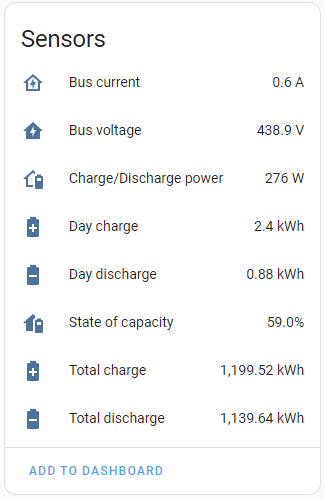 Sensors
Bus current 0.6 A
Bus voltage 438.9 V
Charge/Discharge power 276 W
Day charge 2.4 kWh
Day discharge 0.88 kWh
State of capacity 59.0%
Total charge 1,199.52 kWh
Total discharge 1,139.64 kWh
ADD TO DASHBOARD